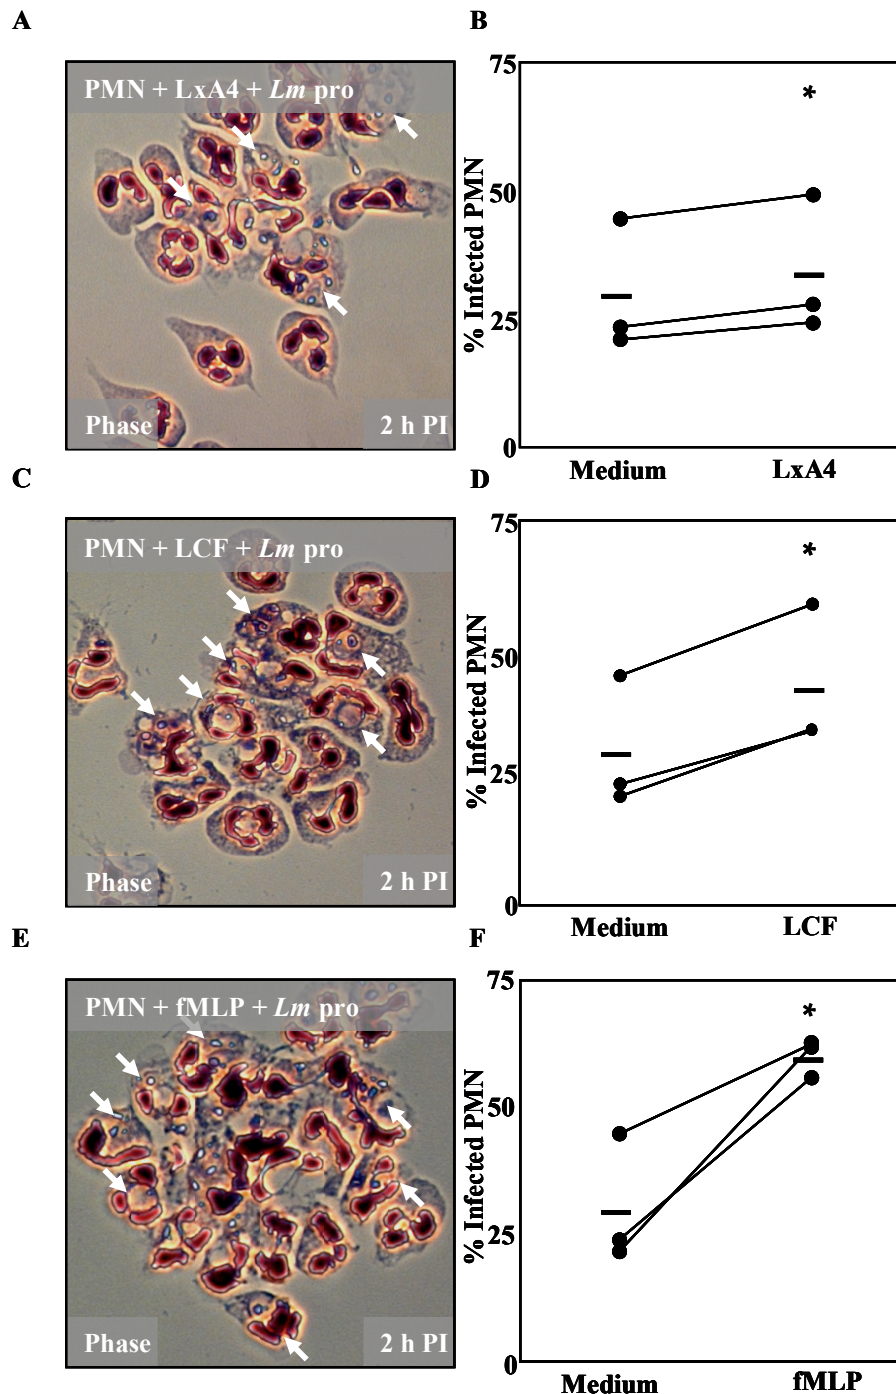 A
PMN + LxA4 + Lm pro
Phase
2 h PI
B
75
*
50
25
0
% Infected PMN
Medium
LxA4
C
PMN + LCF + Lm pro
Phase
2 h PI
D
75
*
50
25
0
% Infected PMN
Medium
LCF
E
PMN + fMLP + Lm pro
Phase
2 h PI
F
75
*
50
25
0
% Infected PMN
Medium
fMLP